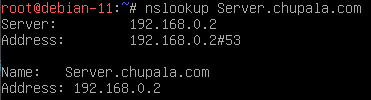 root@debian-11:~# nslookup Server.chupala.com
Server:         192.168.0.2
Address:        192.168.0.2#53

Name:   Server.chupala.com
Address: 192.168.0.2